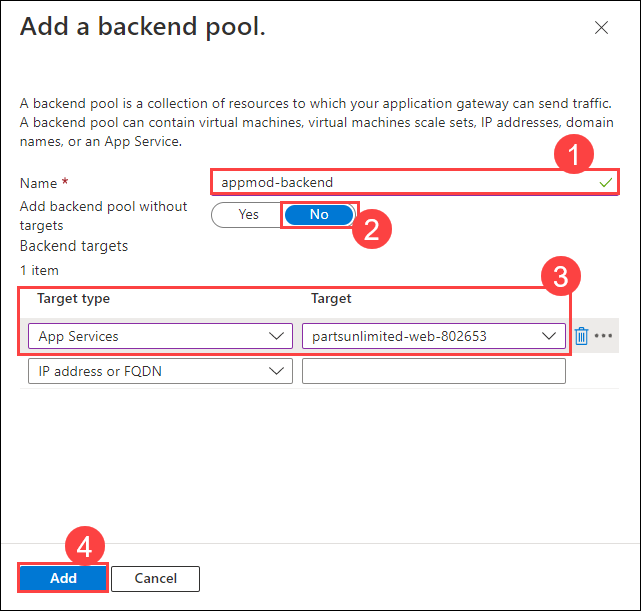 Add a backend pool.
A backend pool is a collection of resources to which your application gateway can send traffic.
A backend pool can contain virtual machines, virtual machines scale sets, IP addresses, domain
names, or an App Service.
1
Name *
appmod-backend
Add backend pool without
targets
Yes
No
2
Backend targets
1 item
3
Target type
Target
App Services
partsunlimited-web-802653
IP address or FQDN
4
Add
Cancel